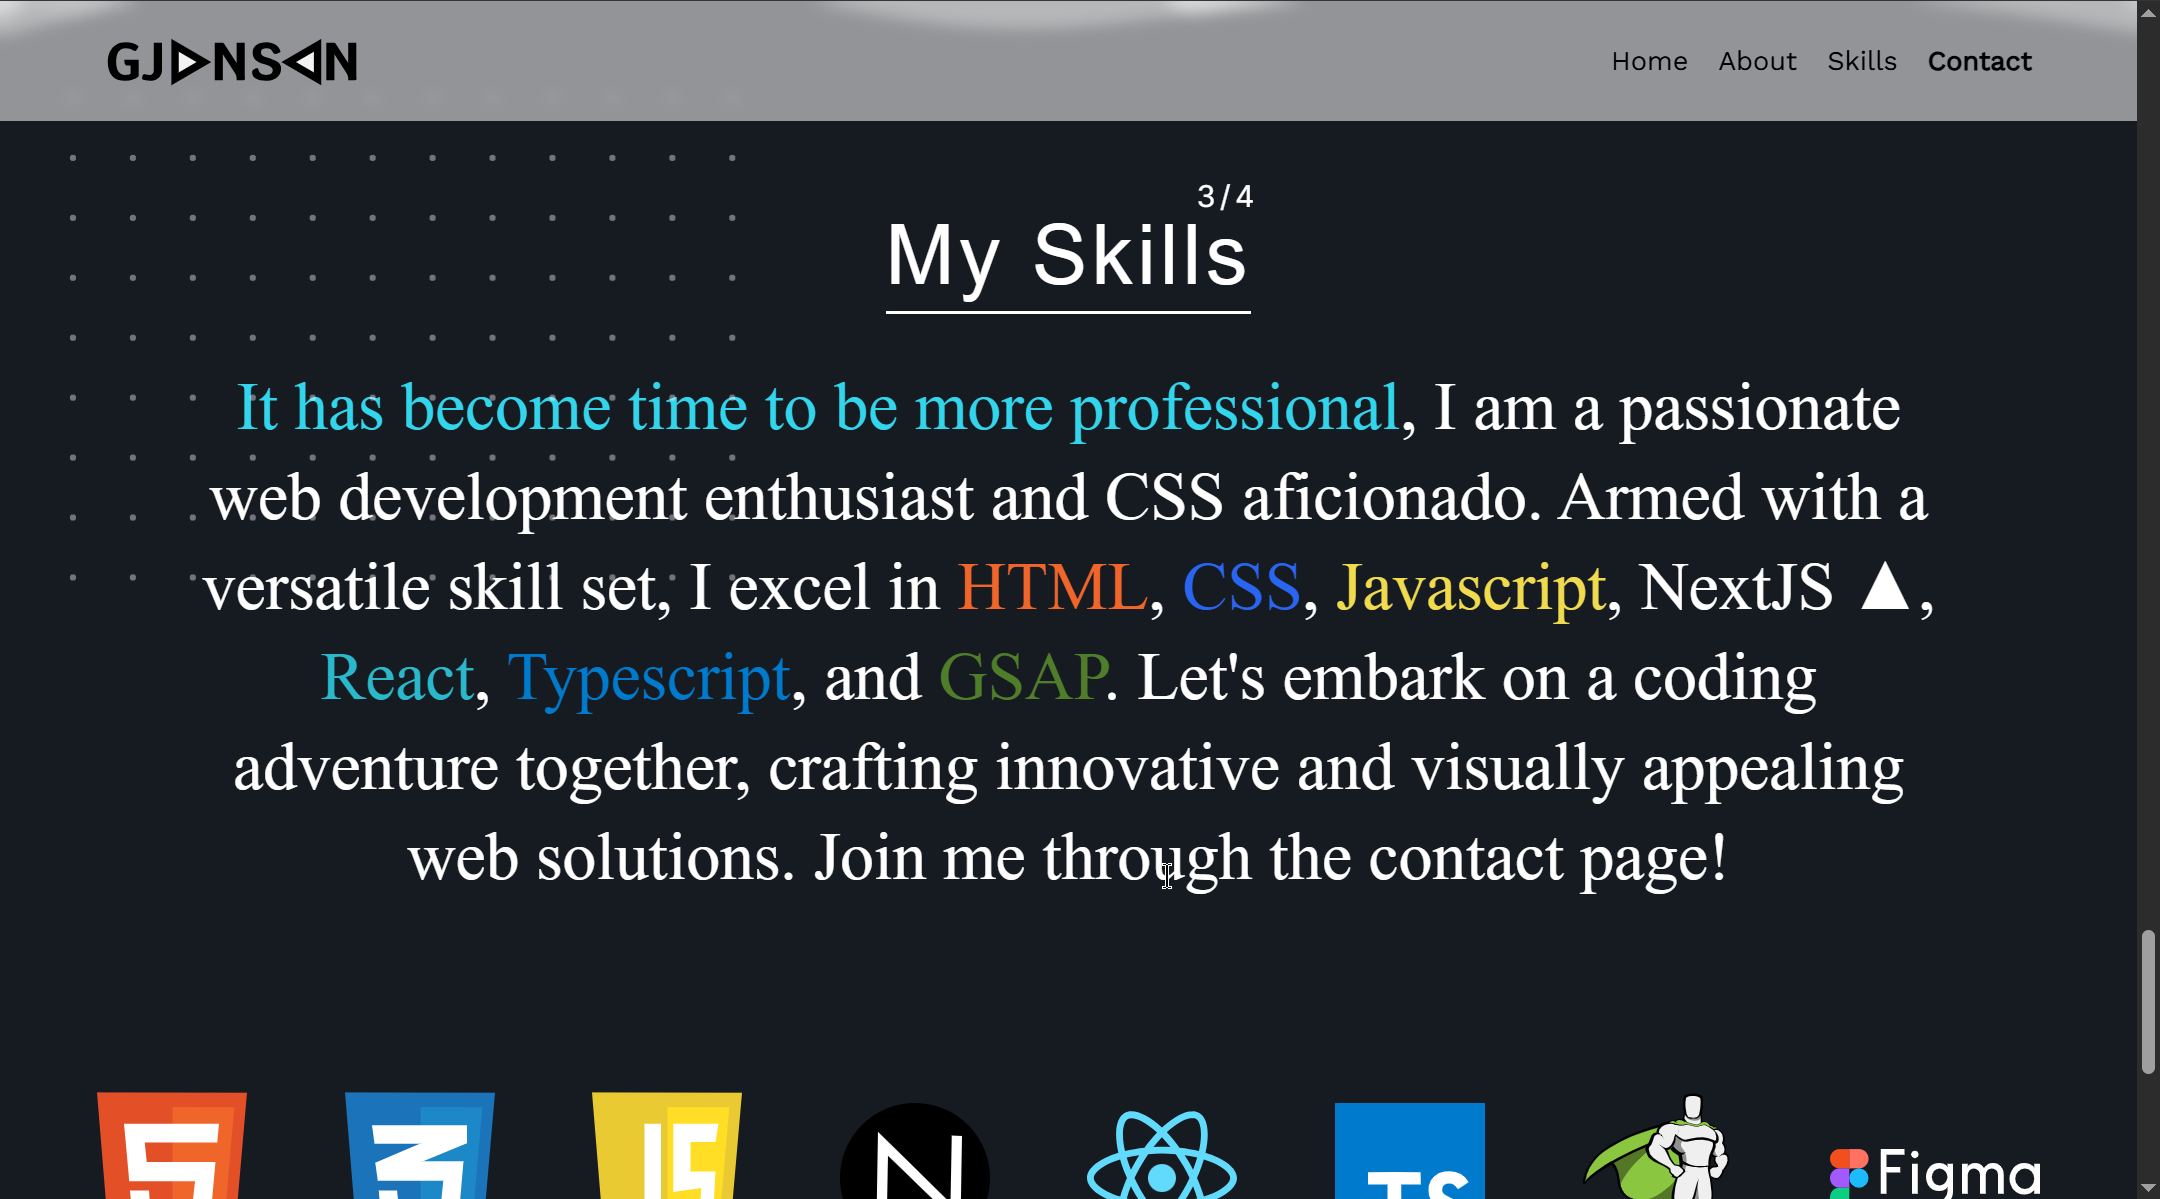 GJANSAN
Home About Skills Contact
3/4
My Skills
It has become time to be more professional, I am a passionate
web development enthusiast and CSS aficionado. Armed with a
versatile skill set, I excel in HTML, CSS, Javascript, NextJS ▲,
React, Typescript, and GSAP. Let's embark on a coding
adventure together, crafting innovative and visually appealing
web solutions. Join me through the contact page!
JS
N
TS
Figma